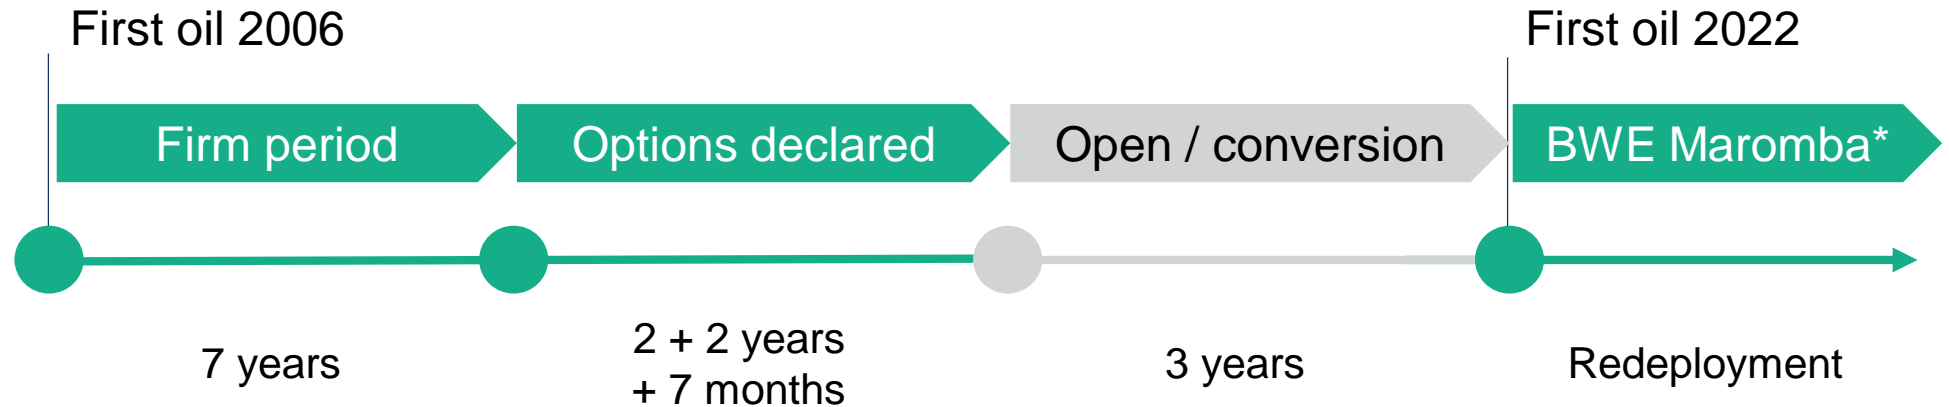 First oil 2006
First oil 2022
Firm period
Options declared
Open / conversion
BWE Maromba*
7 years
2 + 2 years
+ 7 months
3 years
Redeployment